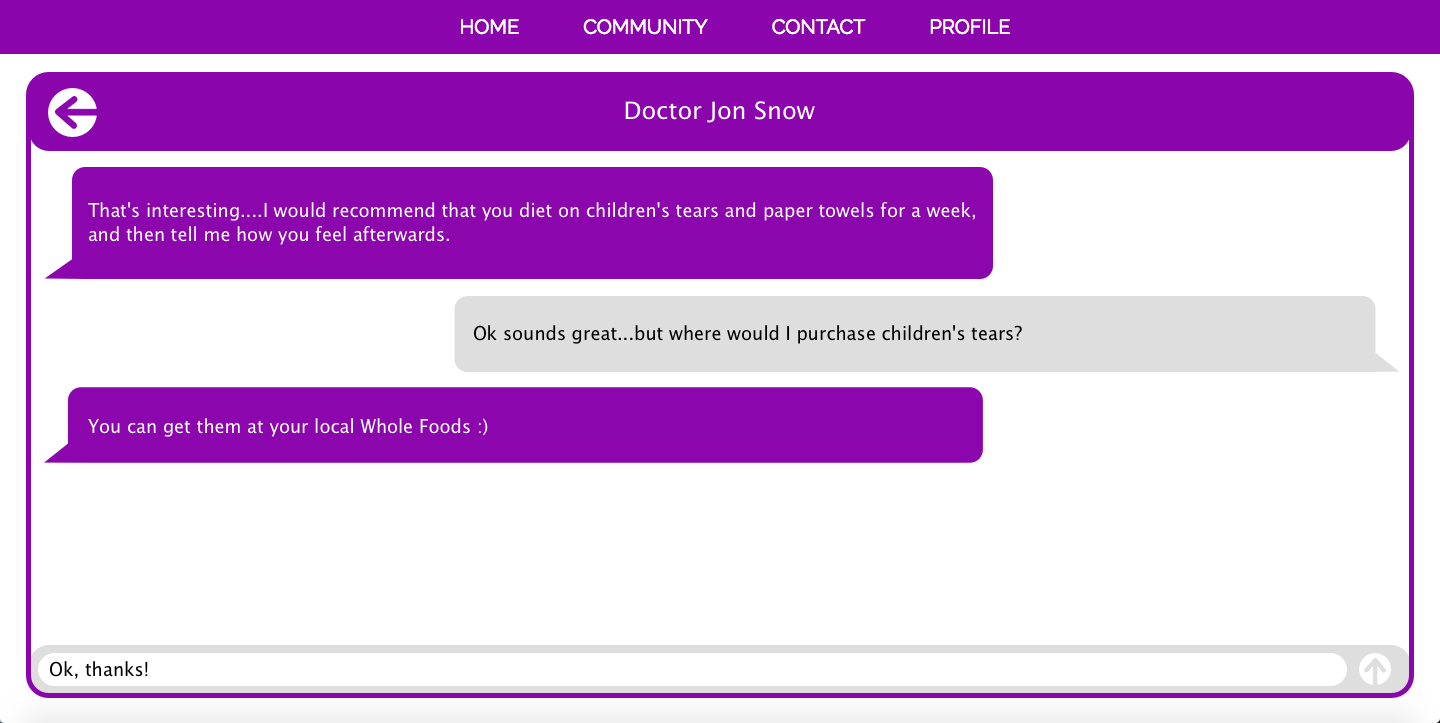 HOME COMMUNITY CONTACT PROFILE
Doctor Jon Snow
That's interesting....I would recommend that you diet on children's tears and paper towels for a week,
and then tell me how you feel afterwards.
Ok sounds great...but where would I purchase children's tears?
You can get them at your local Whole Foods :)
Ok, thanks!